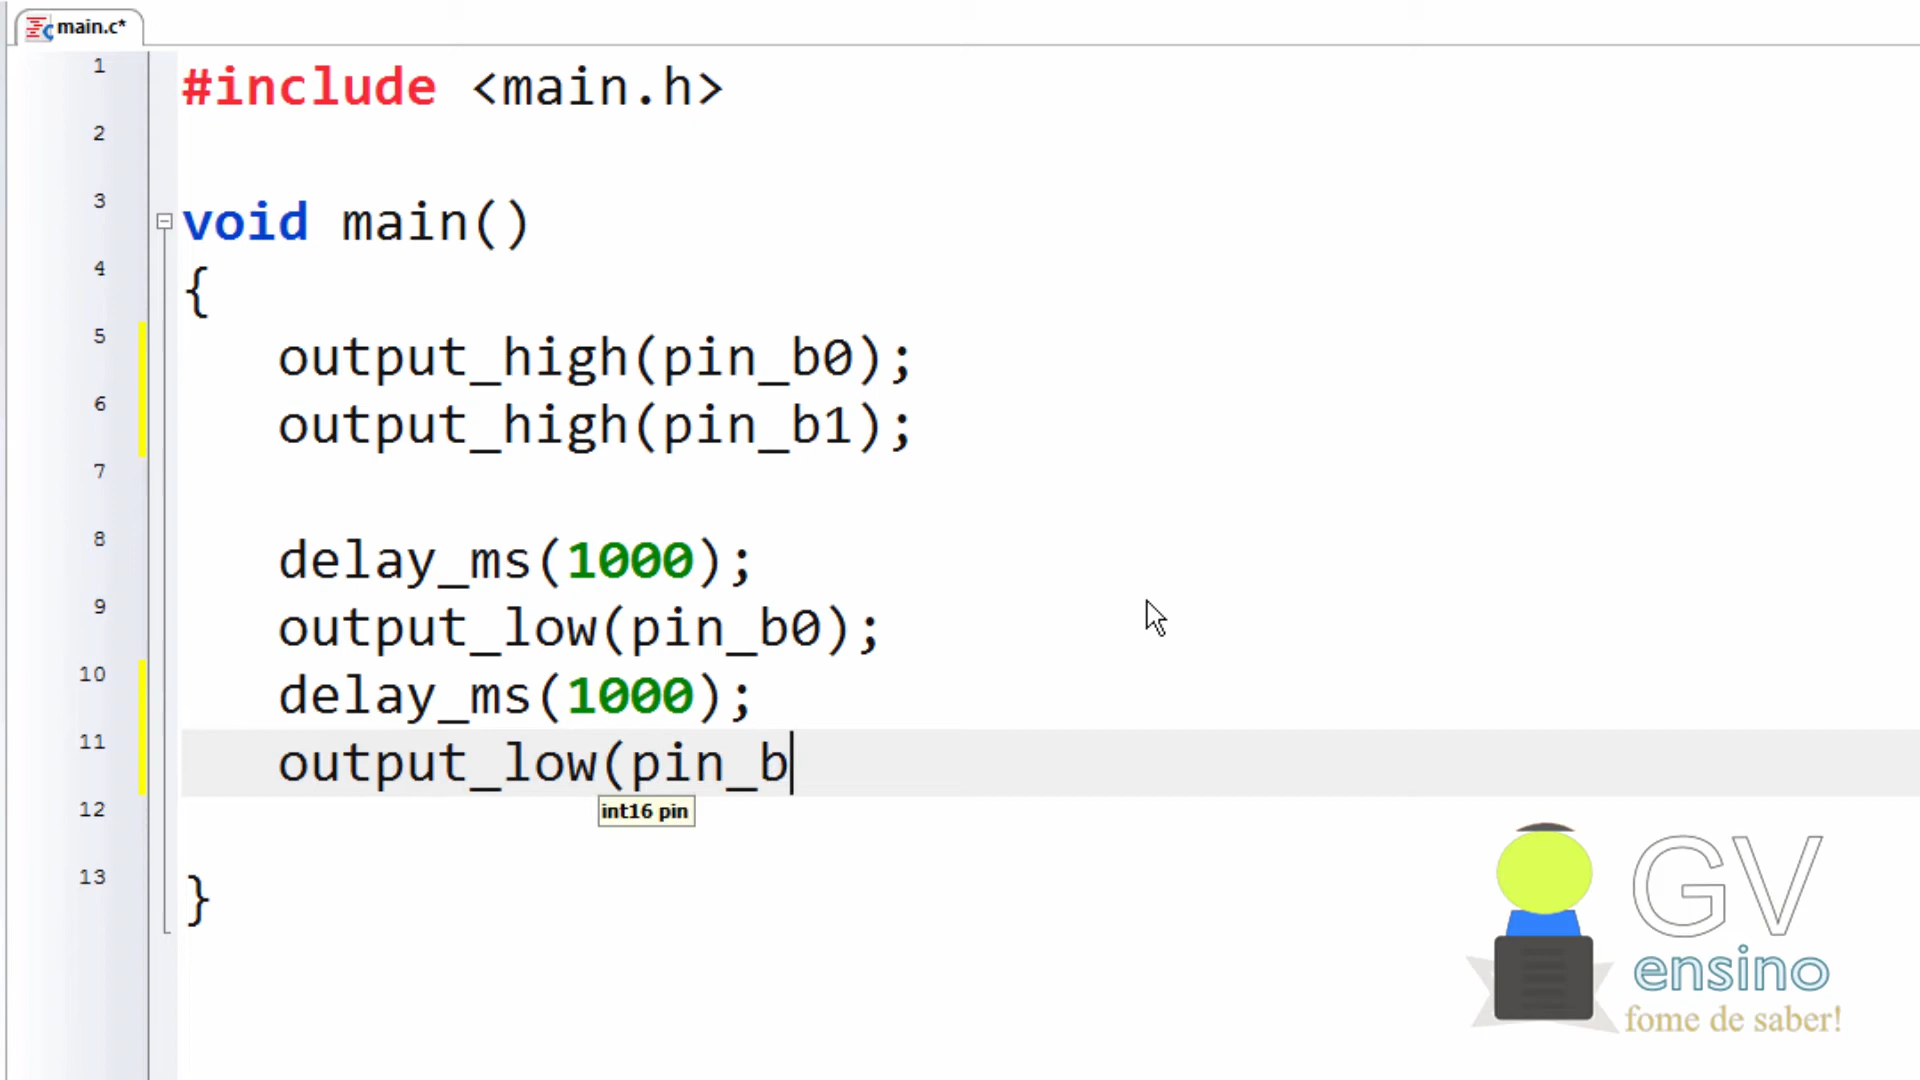 main.c*
1 #include <main.h>
2
3 void main()
4 {
5 output_high(pin_b0);
6 output_high(pin_b1);
7
8 delay_ms(1000);
9 output_low(pin_b0);
10 delay_ms(1000);
11 output_low(pin_b
int16 pin
12
13 }
GV
ensino
fome de saber!